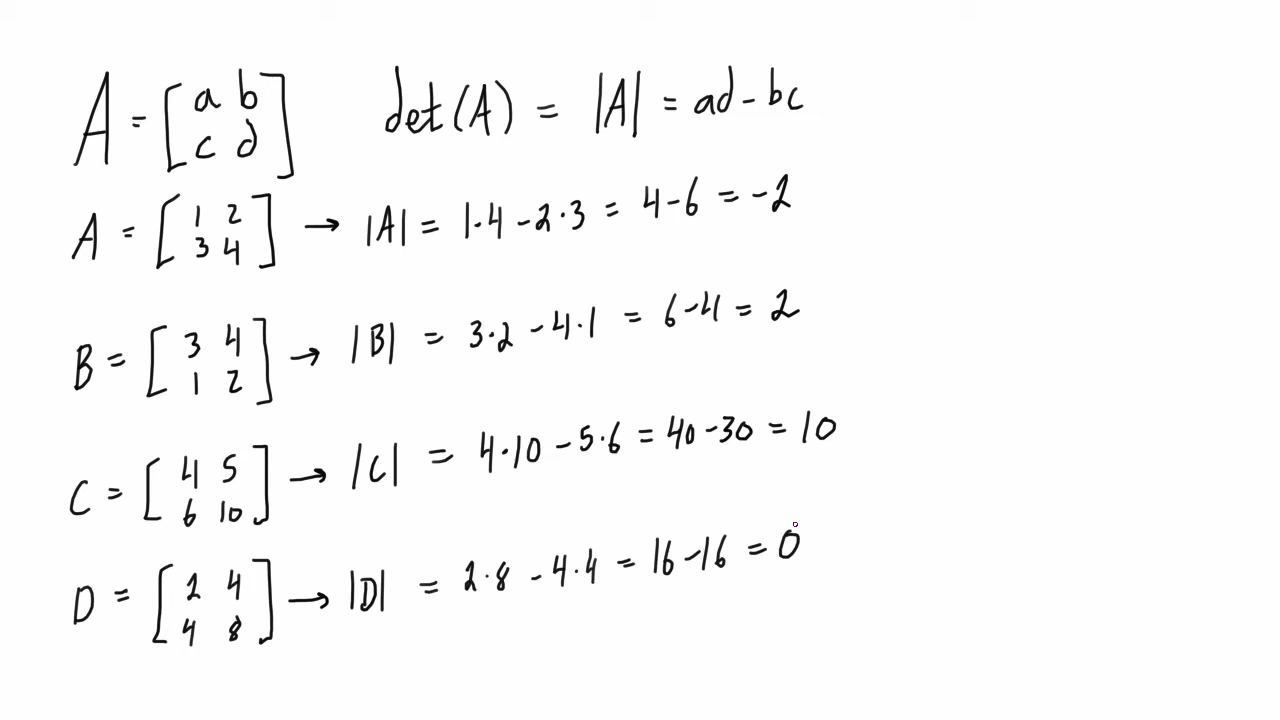 A = [a b c d] det(A) = |A| = ad - bc
A = [1 2 3 4] → |A| = 1·4 - 2·3 = 4 - 6 = -2
B = [3 4 1 2] → |B| = 3·2 - 4·1 = 6 - 4 = 2
C = [4 5 6 10] → |C| = 4·10 - 5·6 = 40 - 30 = 10
D = [2 4 4 8] → |D| = 2·8 - 4·4 = 16 - 16 = 0